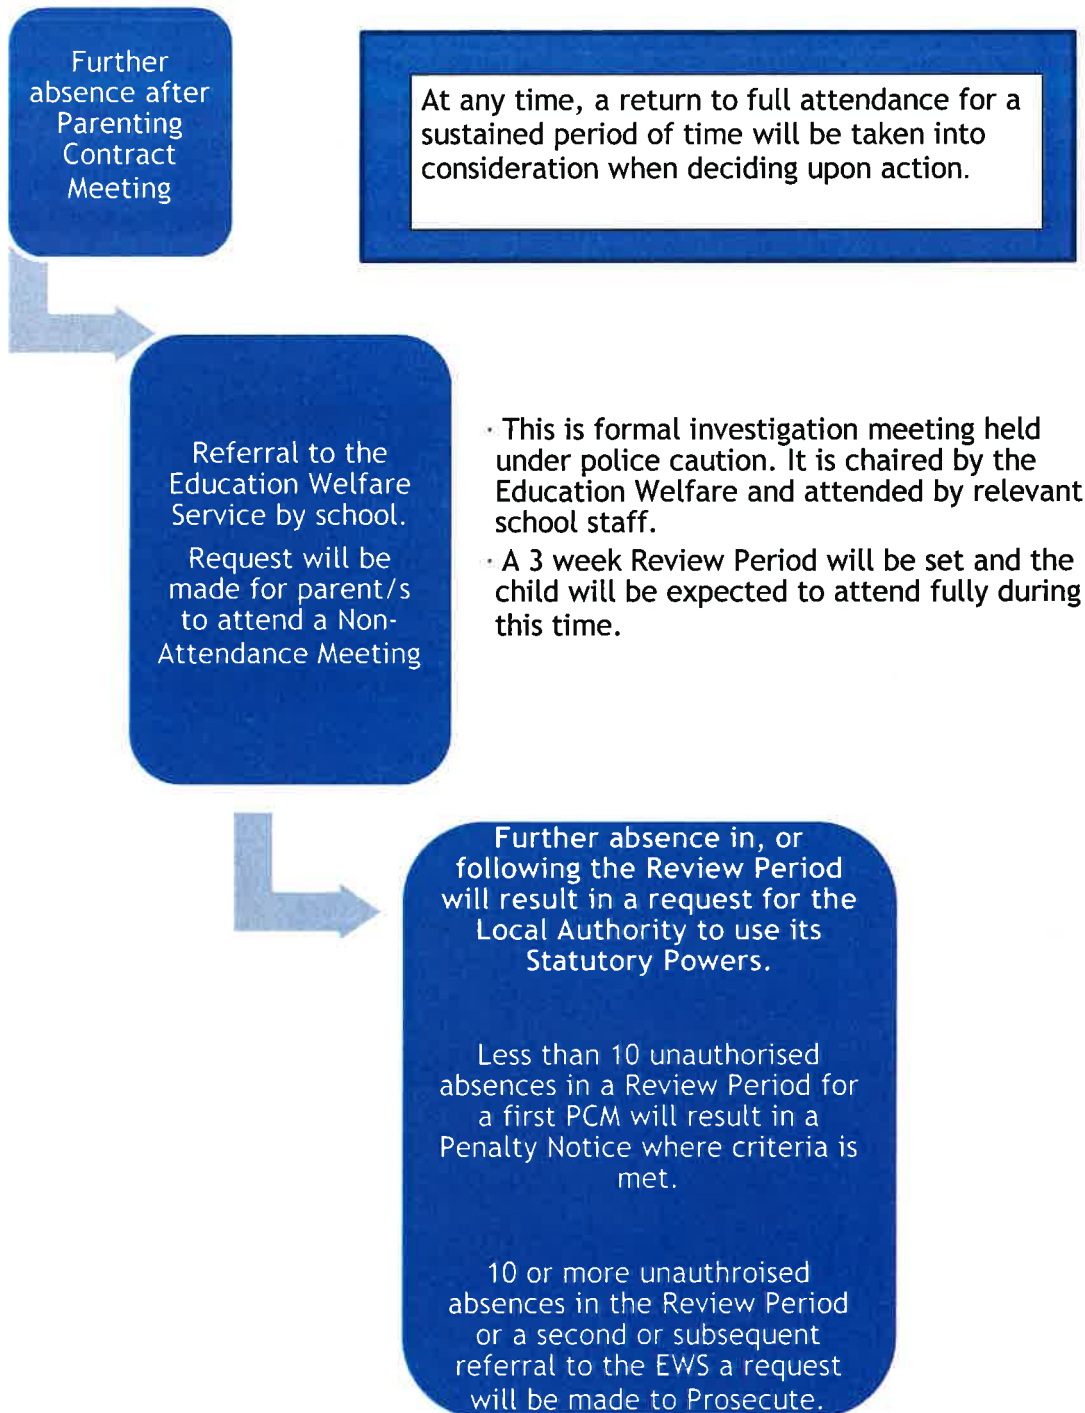 Further
absence after
Parenting
Contract
Meeting
At any time, a return to full attendance for a
sustained period of time will be taken into
consideration when deciding upon action.
Referral to the
Education Welfare
Service by school.
Request will be
made for parent/s
to attend a Non-
Attendance Meeting
· This is formal investigation meeting held
under police caution. It is chaired by the
Education Welfare and attended by relevant
school staff.
· A 3 week Review Period will be set and the
child will be expected to attend fully during
this time.
Further absence in, or
following the Review Period
will result in a request for the
Local Authority to use its
Statutory Powers.
Less than 10 unauthorised
absences in a Review Period for
a first PCM will result in a
Penalty Notice where criteria is
met.
10 or more unauthroised
absences in the Review Period
or a second or subsequent
referral to the EWS a request
will be made to Prosecute.